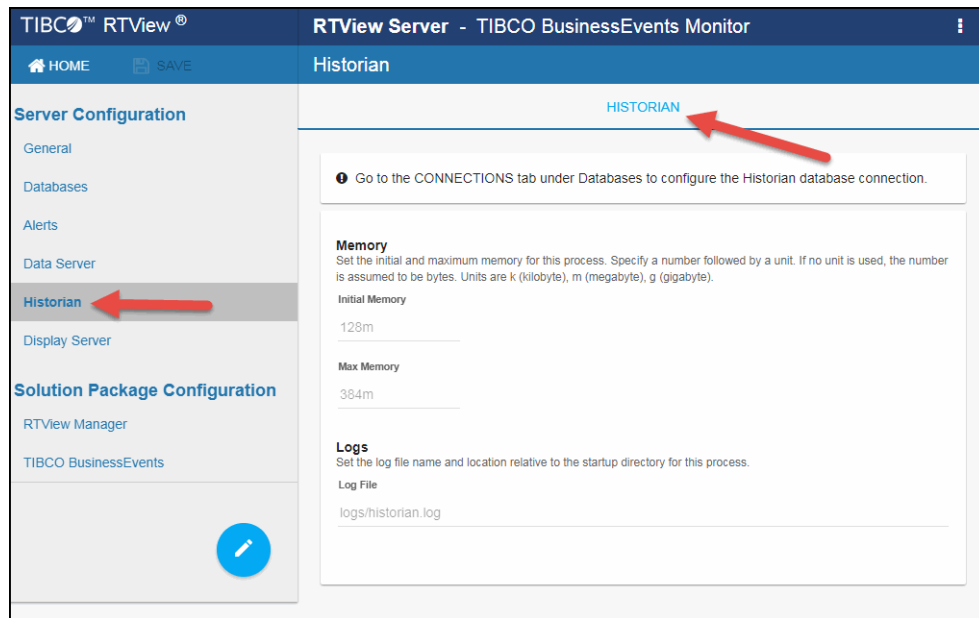 TIBCO™ RTView ®
RTView Server - TIBCO BusinessEvents Monitor
HOME
SAVE
Historian
Server Configuration
General
Databases
Alerts
Data Server
Historian
Display Server
Solution Package Configuration
RTView Manager
TIBCO BusinessEvents
HISTORIAN
Go to the CONNECTIONS tab under Databases to configure the Historian database connection.
Memory
Set the initial and maximum memory for this process. Specify a number followed by a unit. If no unit is used, the number
is assumed to be bytes. Units are k (kilobyte), m (megabyte), g (gigabyte).
Initial Memory
128m
Max Memory
384m
Logs
Set the log file name and location relative to the startup directory for this process.
Log File
logs/historian.log